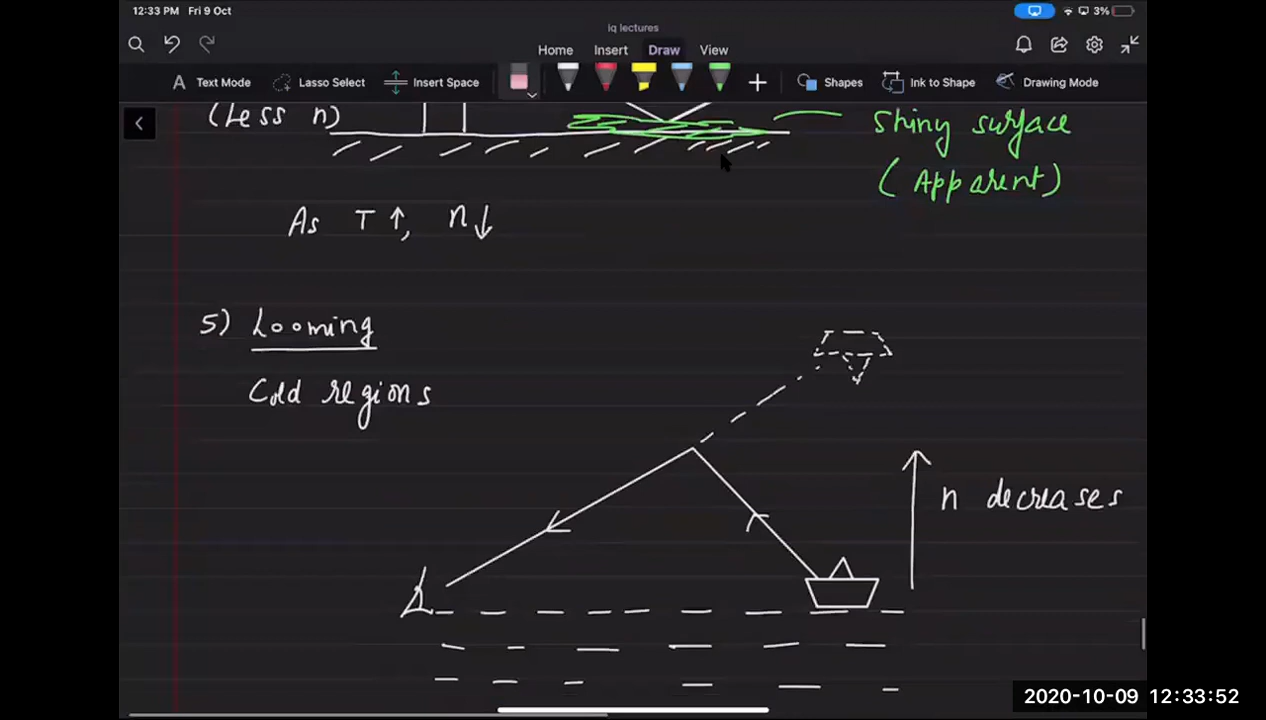 12:33 PM Fri 9 Oct
3%
iq lectures
Home Insert Draw View
Text Mode Lasso Select Insert Space Shapes Ink to Shape Drawing Mode
(Less n)
Shiny surface
(Apparent)
As T ↑, n ↓
5) Looming
Cold regions
n decreases
2020-10-09 12:33:52